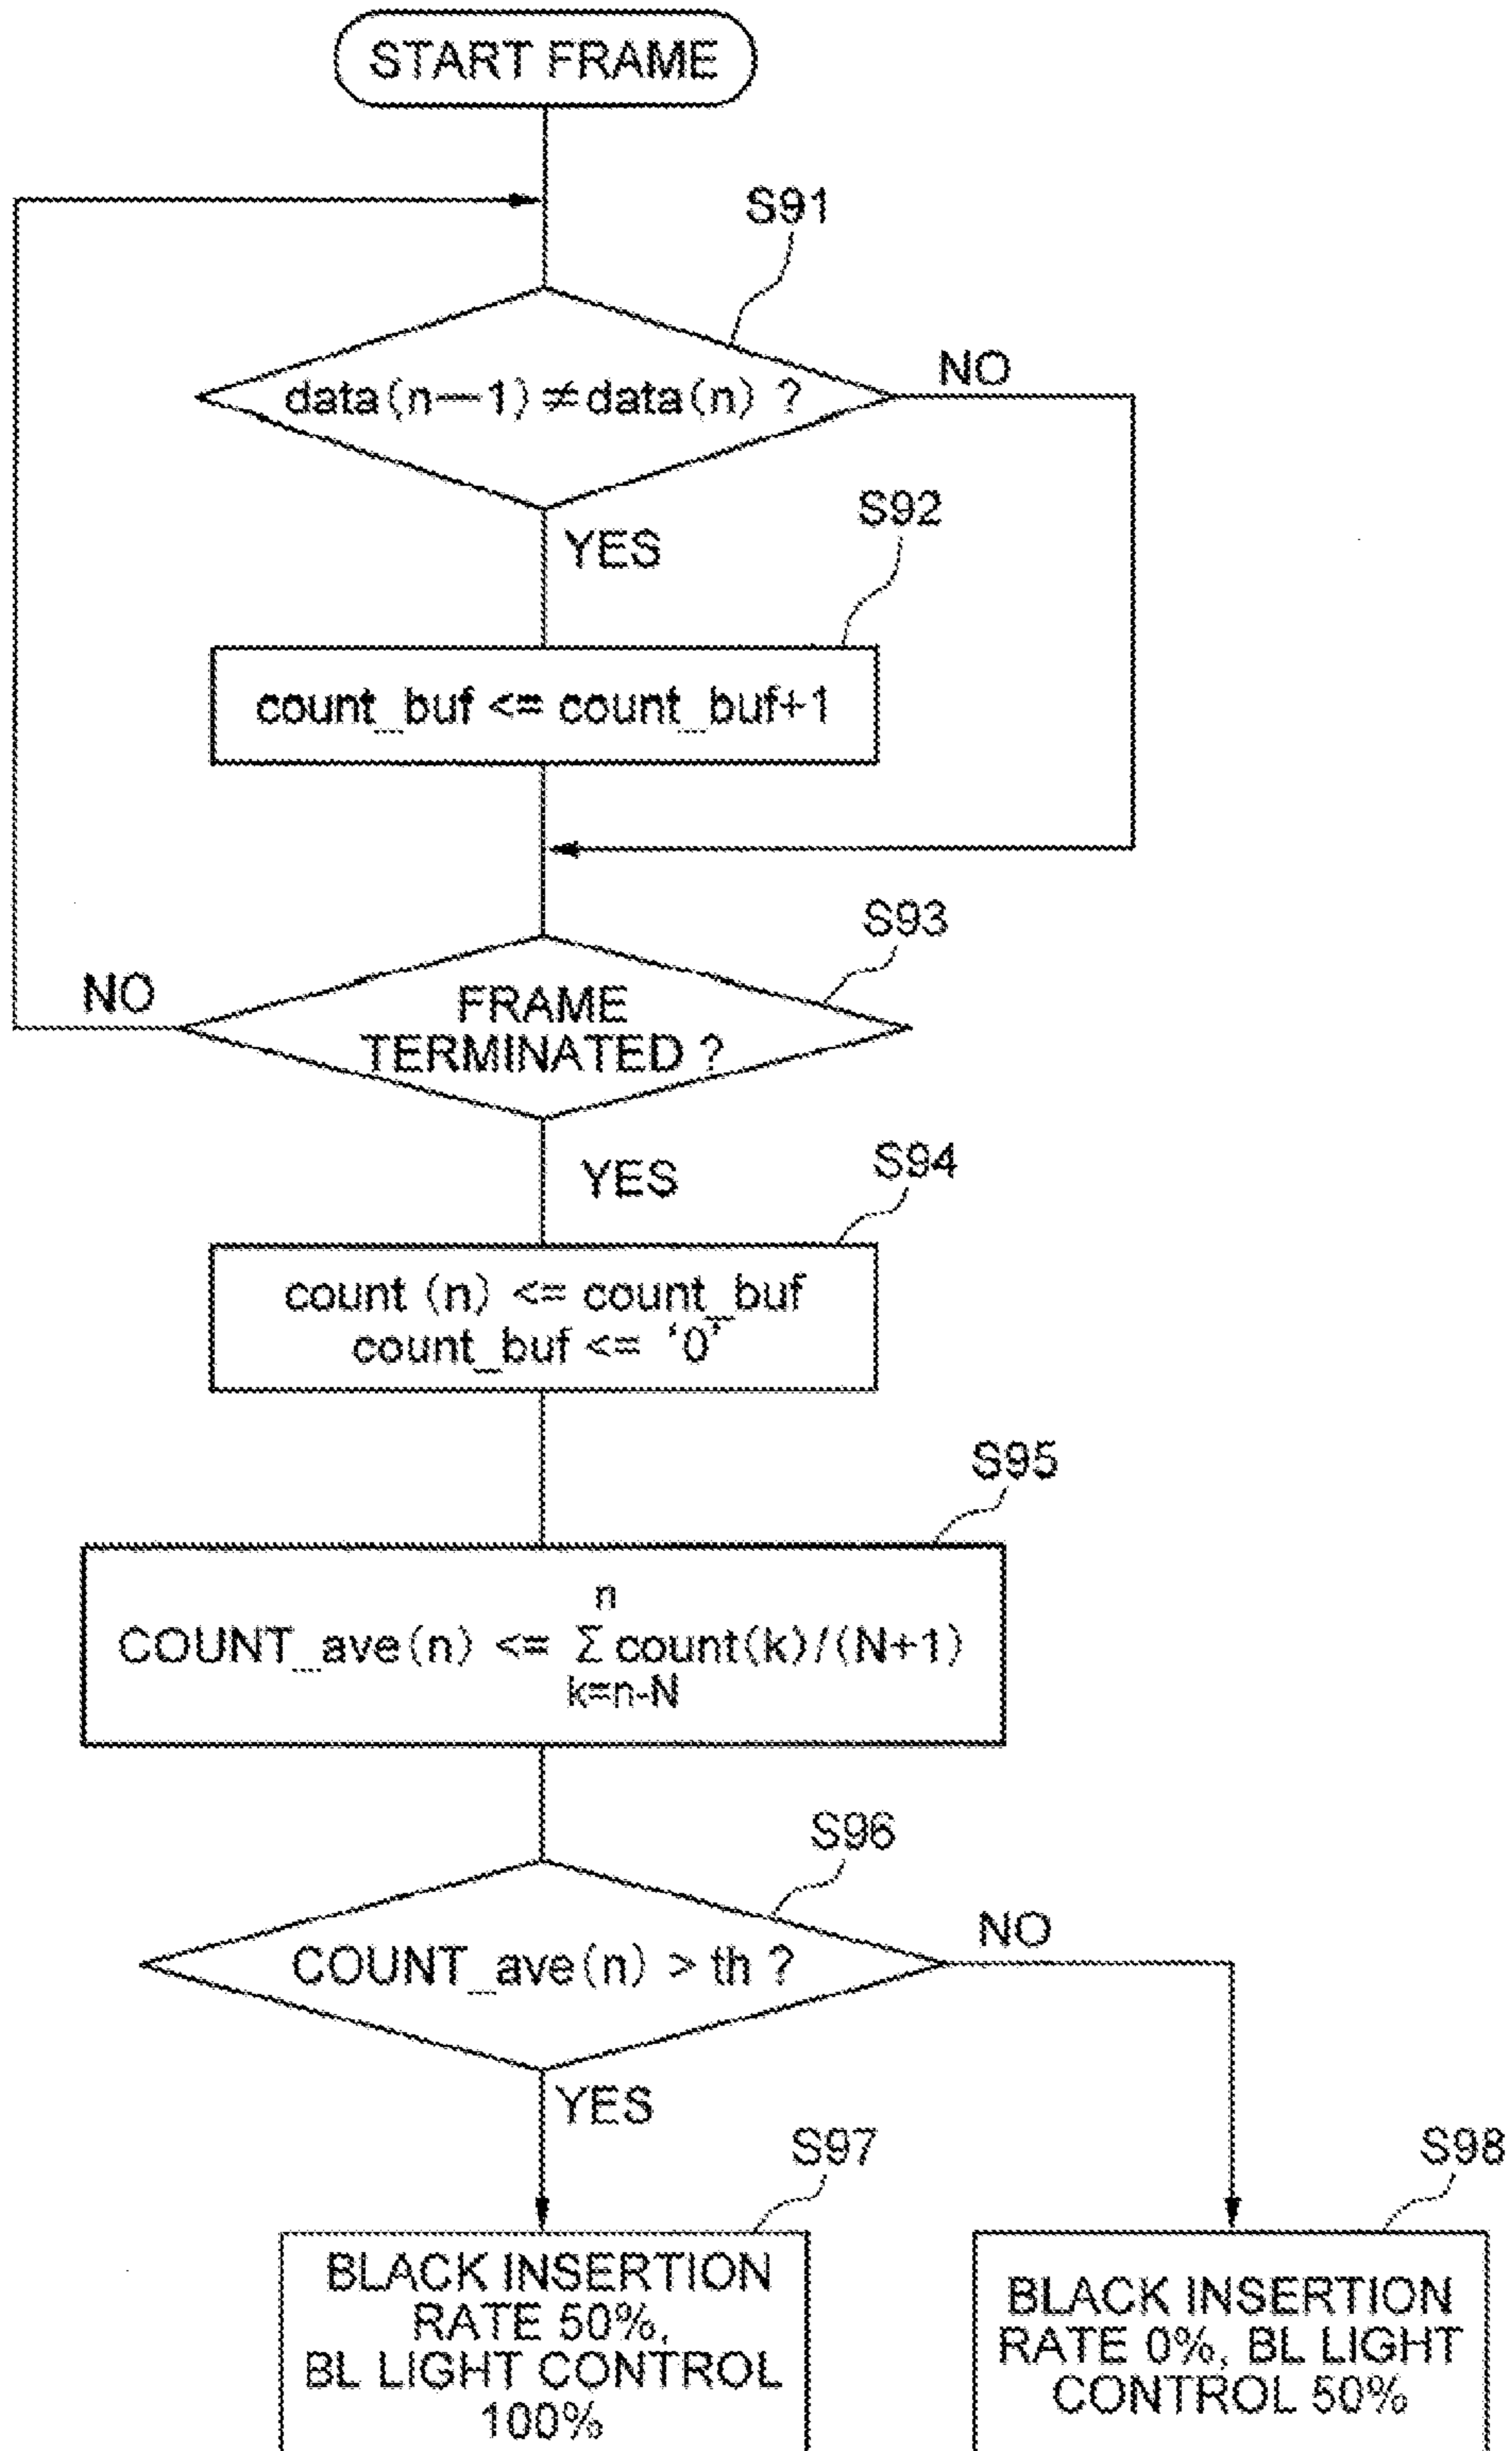 START FRAME
S91
data(n—1)≠data(n) ?
NO
YES
S92
count_buf <= count_buf+1
S93
FRAME
TERMINATED ?
NO
YES
S94
count (n) <= count_buf
count_buf <= ‘0’
S95
n
COUNT_ave(n) <= Σ count(k)/(N+1)
k=n-N
S96
COUNT_ave(n) > th ?
NO
YES
S97
BLACK INSERTION
RATE 50%,
BL LIGHT CONTROL
100%
S98
BLACK INSERTION
RATE 0%, BL LIGHT
CONTROL 50%